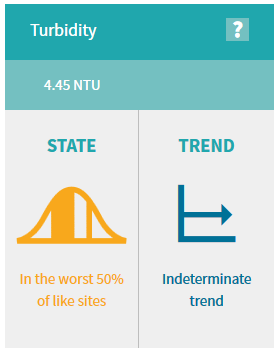 Turbidity ?
4.45 NTU
STATE
In the worst 50%
of like sites
TREND
Indeterminate
trend